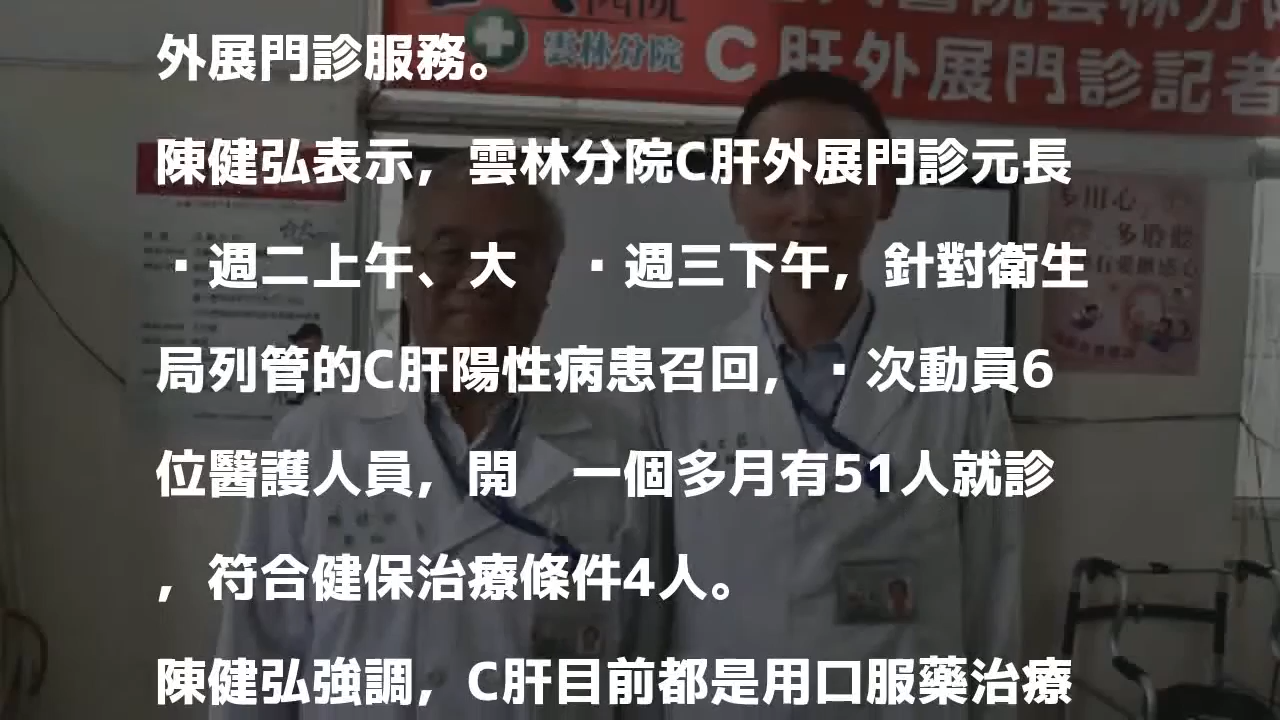 雲林分院
C肝外展門診記者
外展門診服務。
陳健弘表示，雲林分院C肝外展門診元長
·週二上午、大　·週三下午，針對衛生
局列管的C肝陽性病患召回，·次動員6
位醫護人員，開　一個多月有51人就診
，符合健保治療條件4人。
陳健弘強調，C肝目前都是用口服藥治療